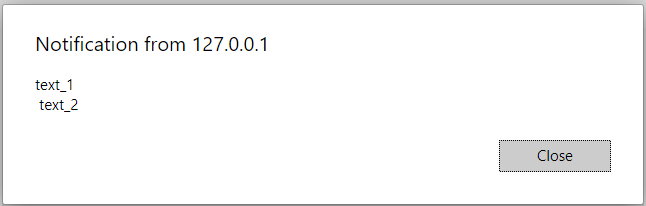 Notification from 127.0.0.1
text_1
text_2
Close